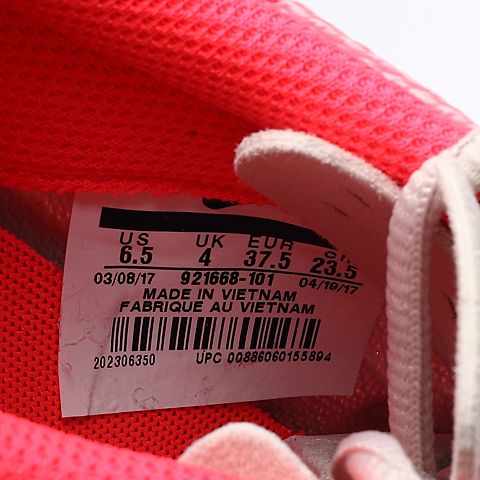 US UK EUR cm
6.5 4 37.5 23.5
03/08/17 921668-101 04/19/17
MADE IN VIETNAM
FABRIQUE AU VIETNAM
202306350 UPC 00886060155894